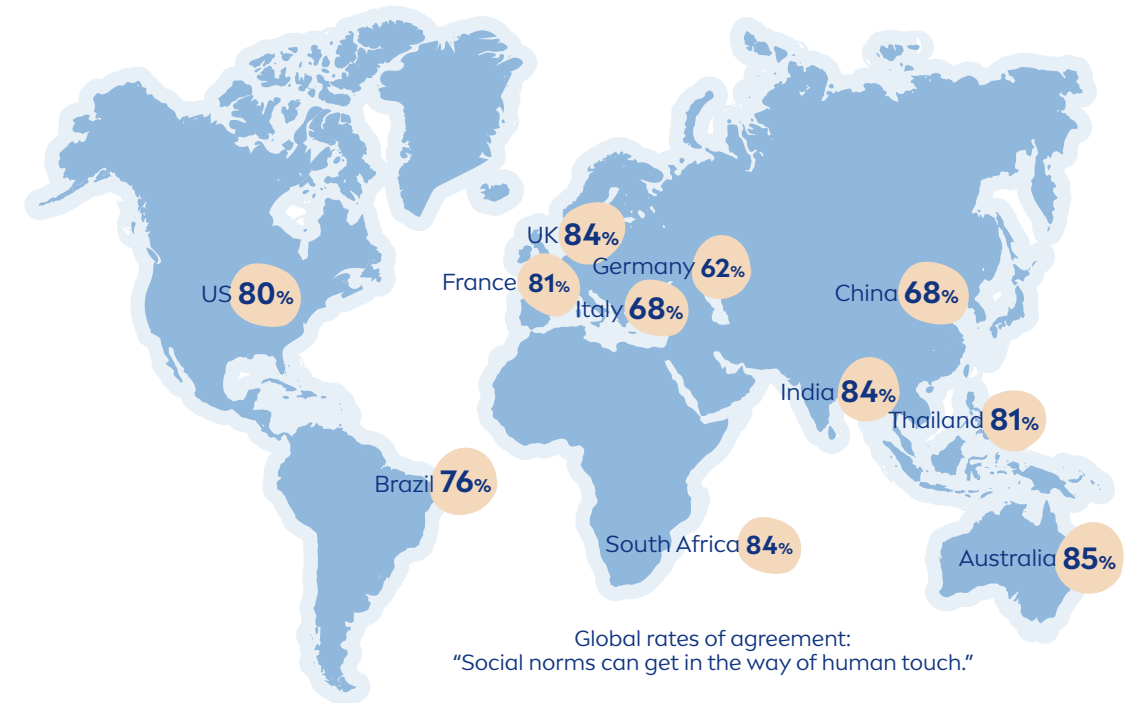 UK 84%
Germany 62%
France 81%
US 80%
Italy 68%
China 68%
India 84%
Thailand 81%
Brazil 76%
South Africa 84%
Australia 85%
Global rates of agreement:
“Social norms can get in the way of human touch.”